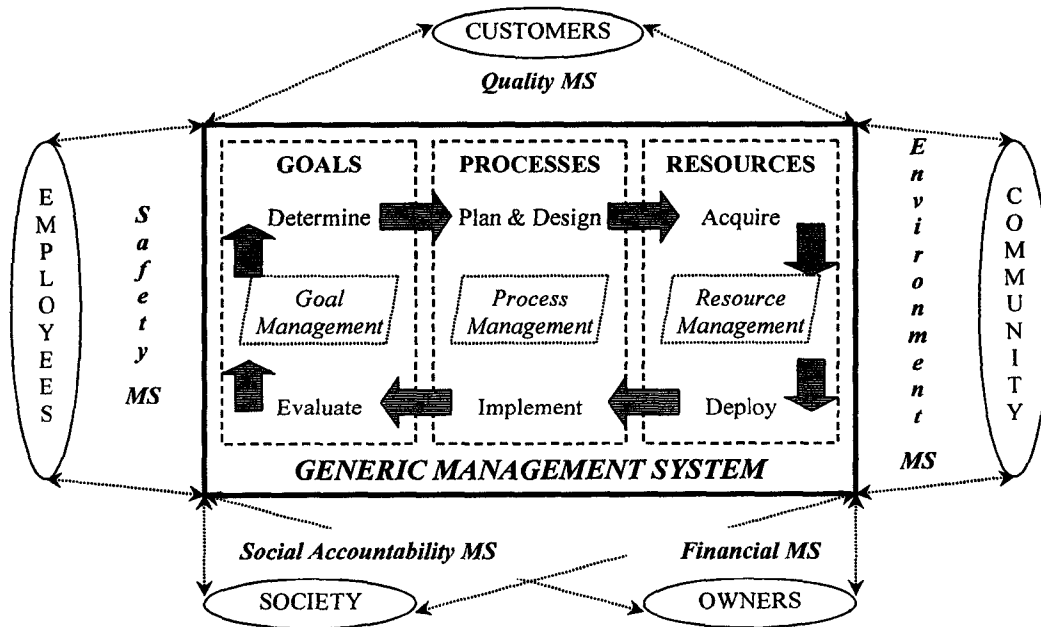 CUSTOMERS
Quality MS
EMPLOYEES
Safety MS
GOALS
PROCESSES
RESOURCES
Determine
Plan & Design
Acquire
Goal
Management
Process
Management
Resource
Management
Evaluate
Implement
Deploy
GENERIC MANAGEMENT SYSTEM
Environment MS
COMMUNITY
Social Accountability MS
Financial MS
SOCIETY
OWNERS